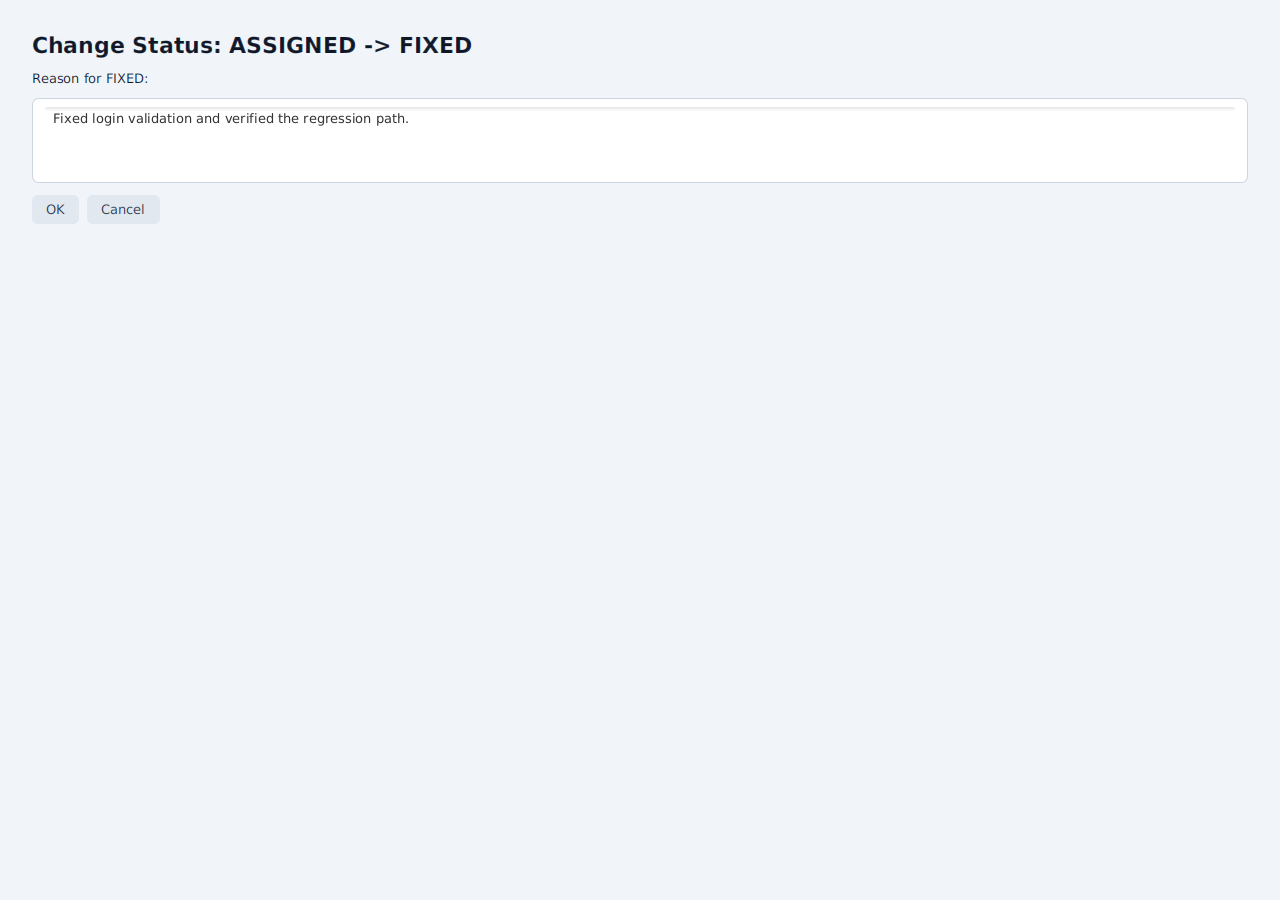 Change Status: ASSIGNED -> FIXED
Reason for FIXED:
Fixed login validation and verified the regression path.
OK
Cancel